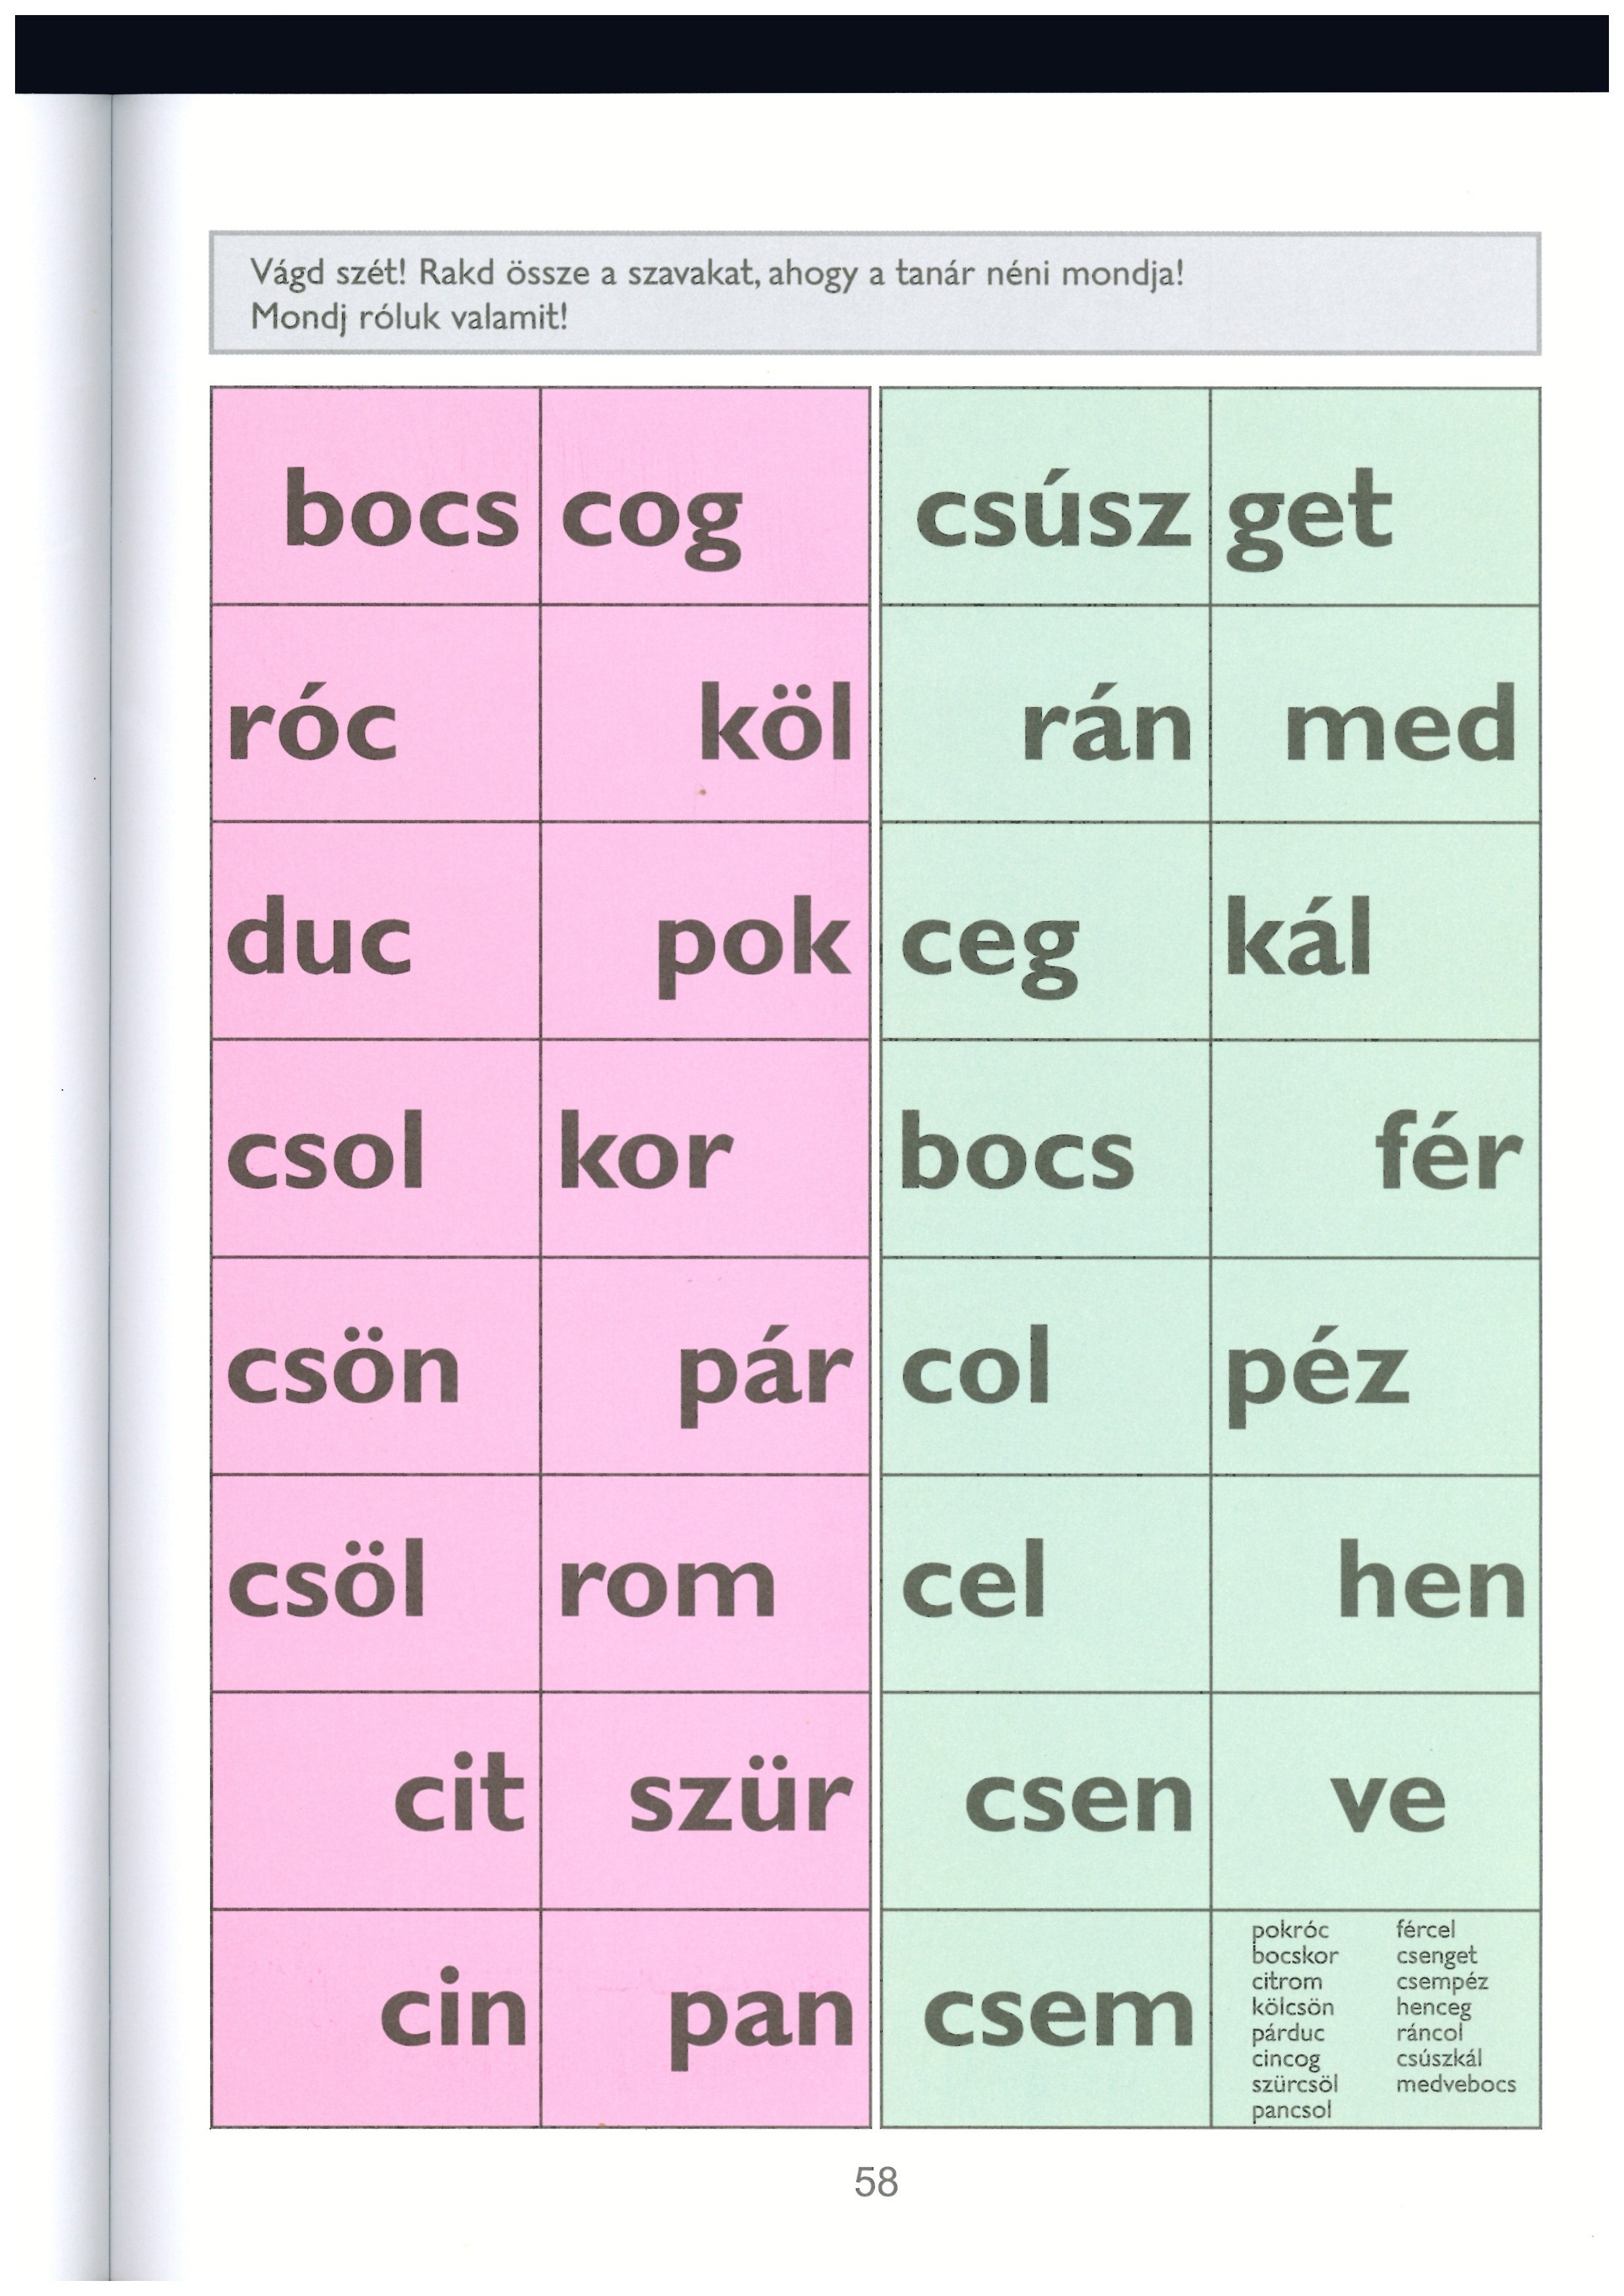 Vágd szét! Rakd össze a szavakat, ahogy a tanár néni mondja!
Mondj róluk valamit!
bocs cog csúsz get
róc köl rán med
duc pok ceg kál
csol kor bocs fér
csön pár col péz
csöl rom cel hen
cit szür csen ve
cin pan csem
pokróc fércel
bocskor csenget
citrom csempéz
kölcsön henceg
párduc ráncol
cincog csúszkál
szürcsöl medvebocs
pancsol
58